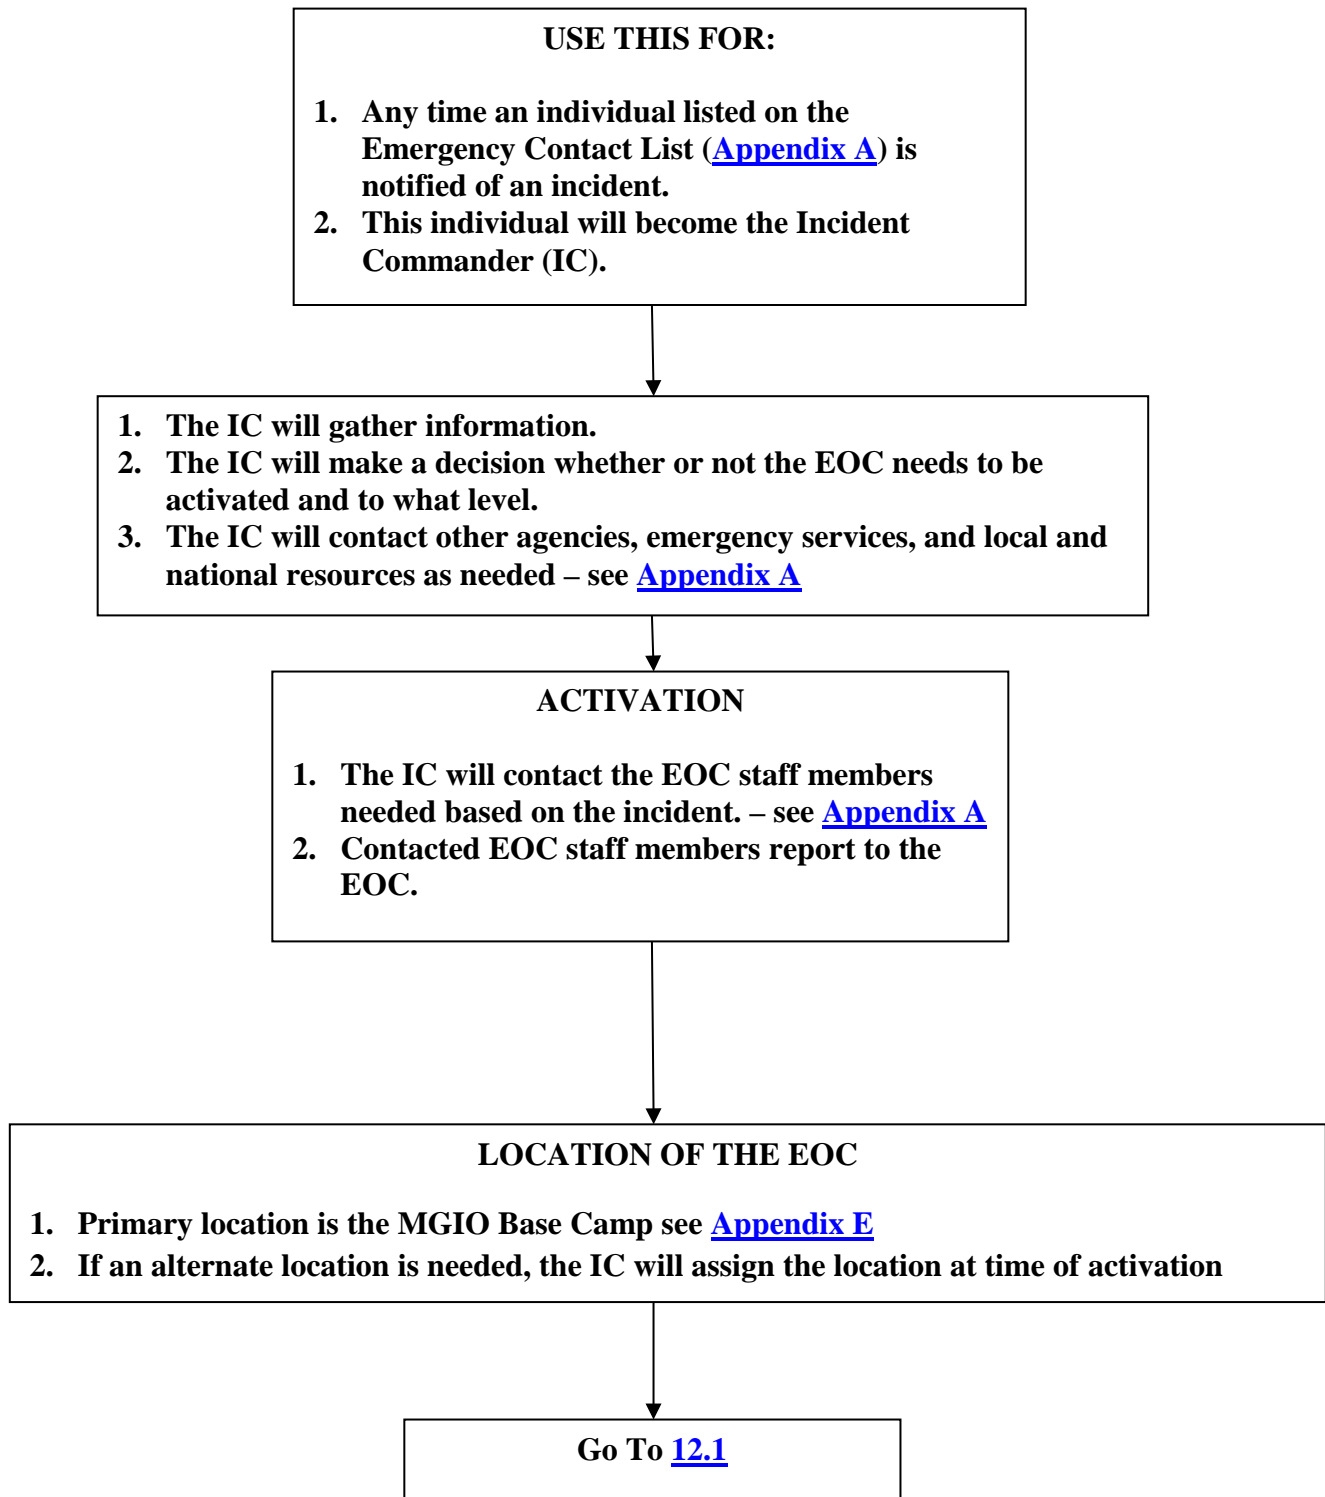 USE THIS FOR:
1. Any time an individual listed on the
Emergency Contact List (Appendix A) is
notified of an incident.
2. This individual will become the Incident
Commander (IC).
1. The IC will gather information.
2. The IC will make a decision whether or not the EOC needs to be
activated and to what level.
3. The IC will contact other agencies, emergency services, and local and
national resources as needed – see Appendix A
ACTIVATION
1. The IC will contact the EOC staff members
needed based on the incident. – see Appendix A
2. Contacted EOC staff members report to the
EOC.
LOCATION OF THE EOC
1. Primary location is the MGIO Base Camp see Appendix E
2. If an alternate location is needed, the IC will assign the location at time of activation
Go To 12.1